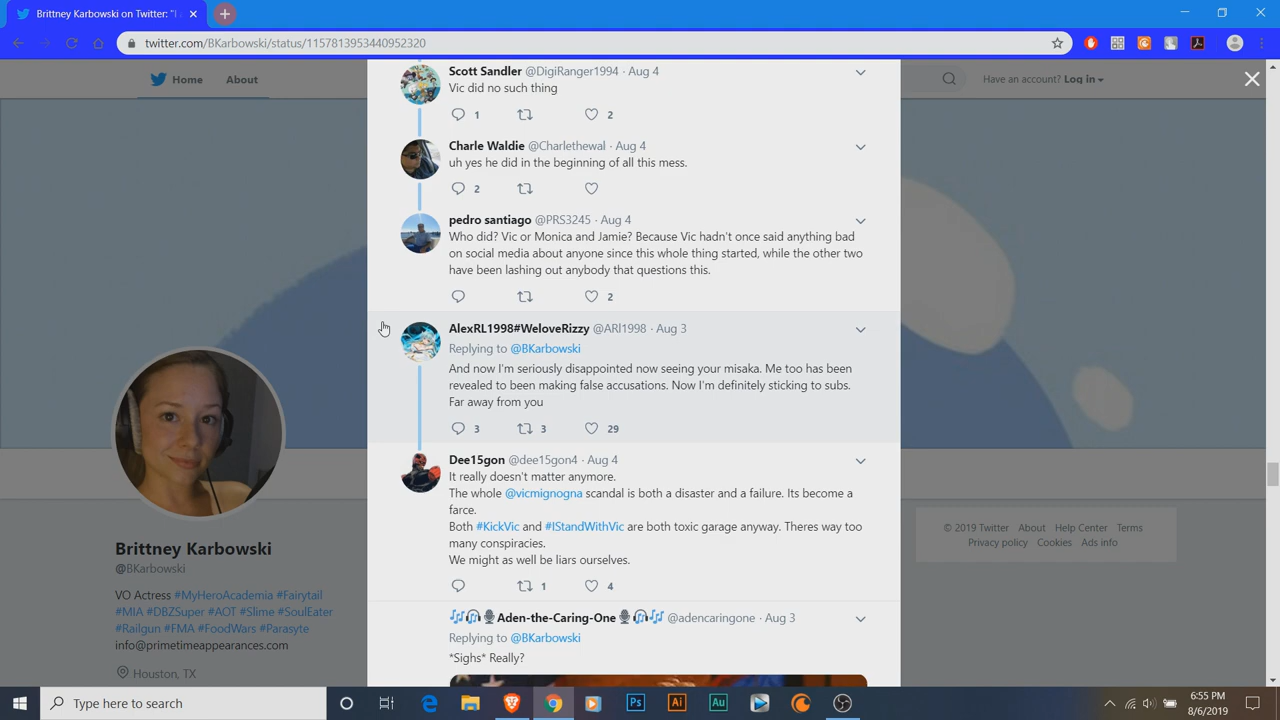 Brittney Karbowski on Twitter: "I
twitter.com/BKarbowski/status/1157813953440952320
Home About
Have an account? Log in
Scott Sandler @DigiRanger1994 · Aug 4
Vic did no such thing
1 2
Charle Waldie @Charlethewal · Aug 4
uh yes he did in the beginning of all this mess.
2
pedro santiago @PRS3245 · Aug 4
Who did? Vic or Monica and Jamie? Because Vic hadn't once said anything bad
on social media about anyone since this whole thing started, while the other two
have been lashing out anybody that questions this.
2
AlexRL1998#WeloveRizzy @ARl1998 · Aug 3
Replying to @BKarbowski
And now I'm seriously disappointed now seeing your misaka. Me too has been
revealed to been making false accusations. Now I'm definitely sticking to subs.
Far away from you
3 3 29
Dee15gon @dee15gon4 · Aug 4
It really doesn't matter anymore.
The whole @vicmignogna scandal is both a disaster and a failure. Its become a
farce.
Both #KickVic and #IStandWithVic are both toxic garage anyway. Theres way too
many conspiracies.
We might as well be liars ourselves.
1 4
Aden-the-Caring-One @adencaringone · Aug 3
Replying to @BKarbowski
*Sighs* Really?
Brittney Karbowski
@BKarbowski
VO Actress #MyHeroAcademia #Fairytail
#MIA #DBZSuper #AOT #Slime #SoulEater
#Railgun #FMA #FoodWars #Parasyte
info@primetimeappearances.com
Houston, TX
© 2019 Twitter About Help Center Terms
Privacy policy Cookies Ads info
Type here to search
Ps Ai Au
6:55 PM
8/6/2019